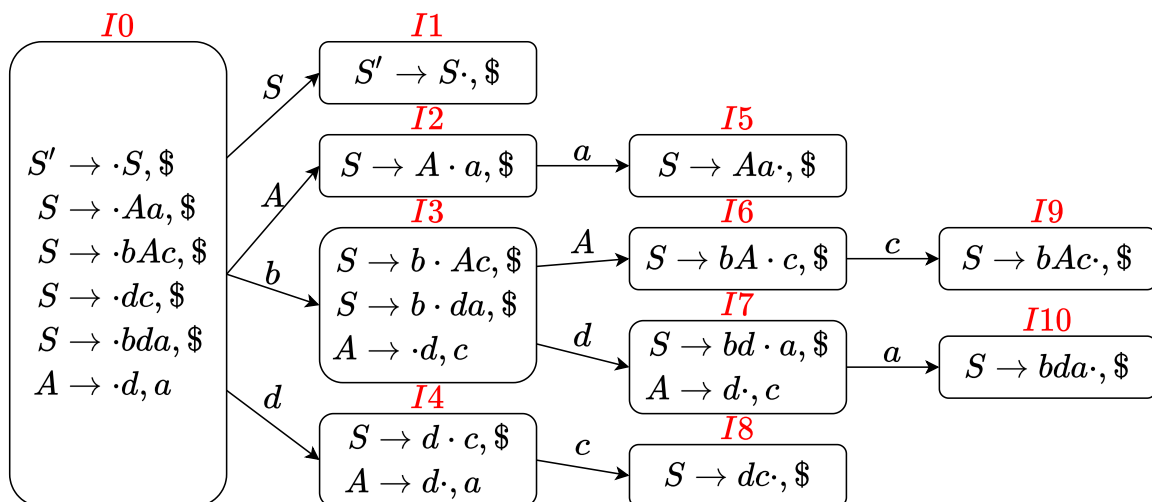 I0
S′ → ·S, $
S → ·Aa, $
S → ·bAc, $
S → ·dc, $
S → ·bda, $
A → ·d, a
S
A
b
d
I1
S′ → S·, $
I2
S → A · a, $
a
I5
S → Aa·, $
I3
S → b · Ac, $
S → b · da, $
A → ·d, c
A
d
I6
S → bA · c, $
c
I9
S → bAc·, $
I7
S → bd · a, $
A → d·, c
a
I10
S → bda·, $
I4
S → d · c, $
A → d·, a
c
I8
S → dc·, $